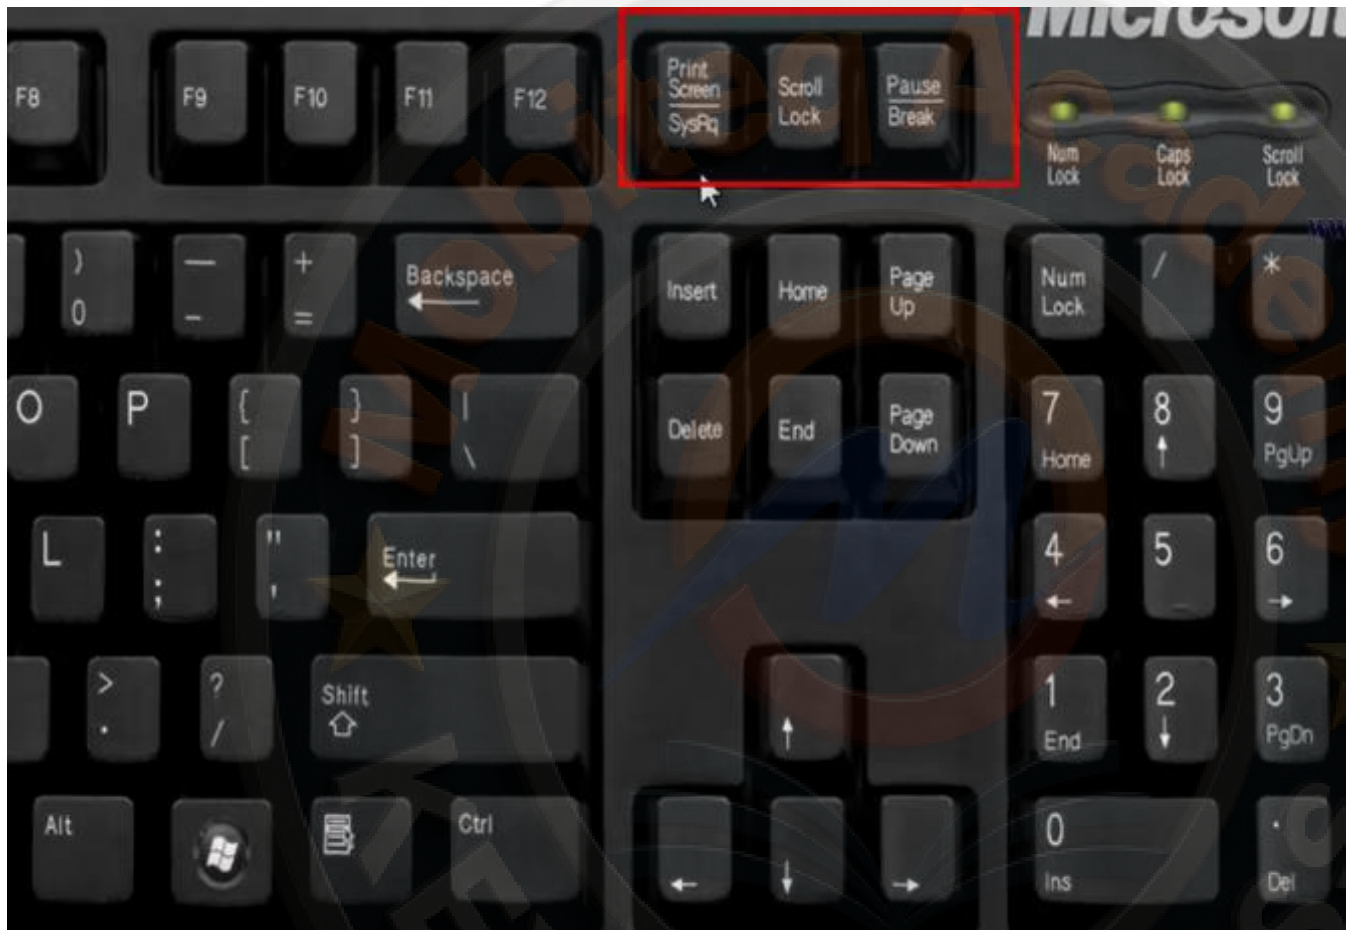 Microsoft
F8
F9
F10
F11
F12
Print
Screen
SysRq
Scroll
Lock
Pause
Break
Num
Lock
Caps
Lock
Scroll
Lock
)
0
—
-
+
=
Backspace
Insert
Home
Page
Up
Num
Lock
/
*
O
P
{
[
}
]
|
\
Delete
End
Page
Down
7
Home
8
9
PgUp
L
:
;
"
'
Enter
4
5
6
>
.
?
/
Shift
1
End
2
3
PgDn
Alt
Ctrl
0
Ins
.
Del
Mobiteq Academy